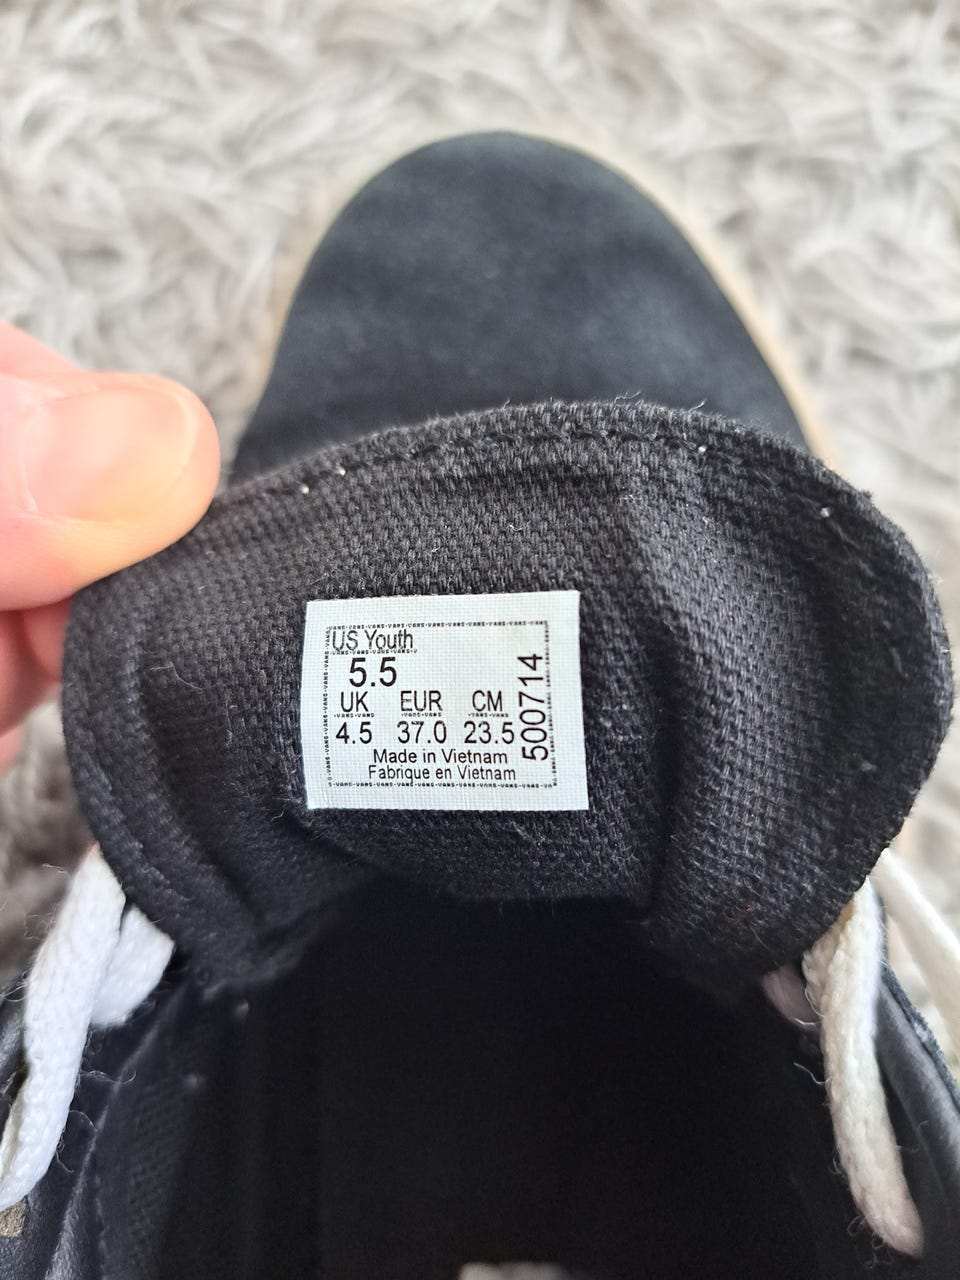 US Youth
5.5
UK EUR CM
4.5 37.0 23.5
Made in Vietnam
Fabrique en Vietnam
500714